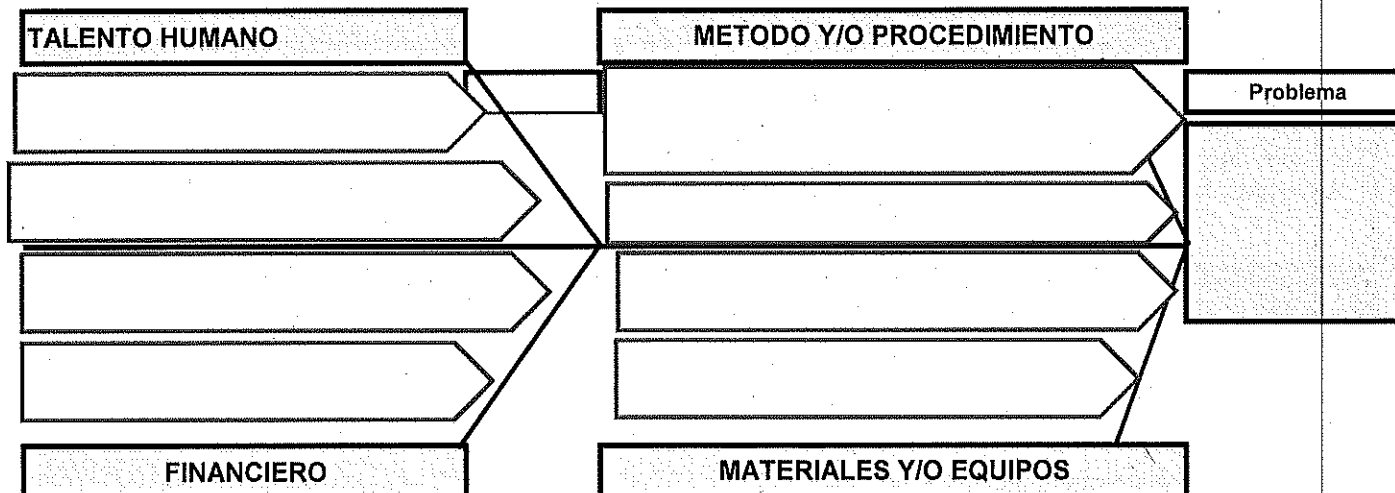 TALENTO HUMANO
METODO Y/O PROCEDIMIENTO
Problema
FINANCIERO
MATERIALES Y/O EQUIPOS